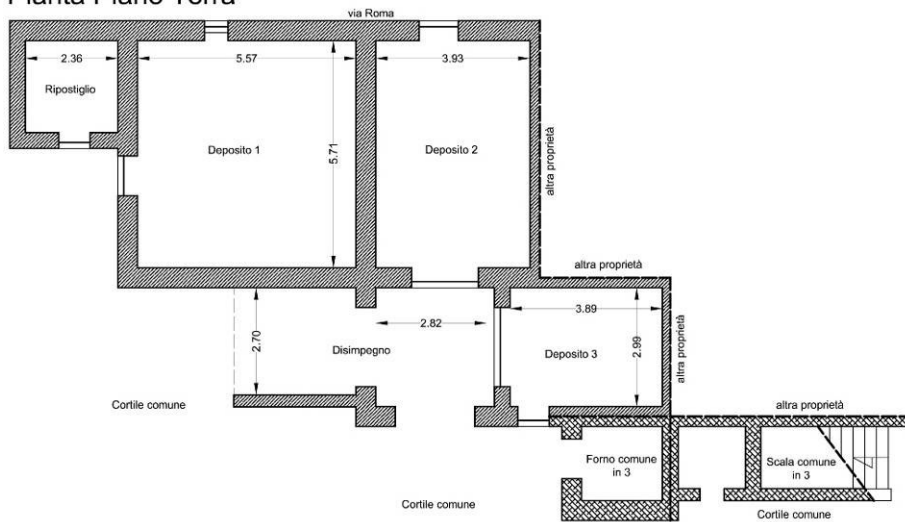 Pianta Piano Terra
via Roma
2.36
5.57
3.93
Ripostiglio
Deposito 1
5.71
Deposito 2
altra proprietà
altra proprietà
2.70
2.82
3.89
Disimpegno
Deposito 3
2.99
altra proprietà
Cortile comune
altra proprietà
Forno comune
in 3
Scala comune
in 3
Cortile comune
Cortile comune